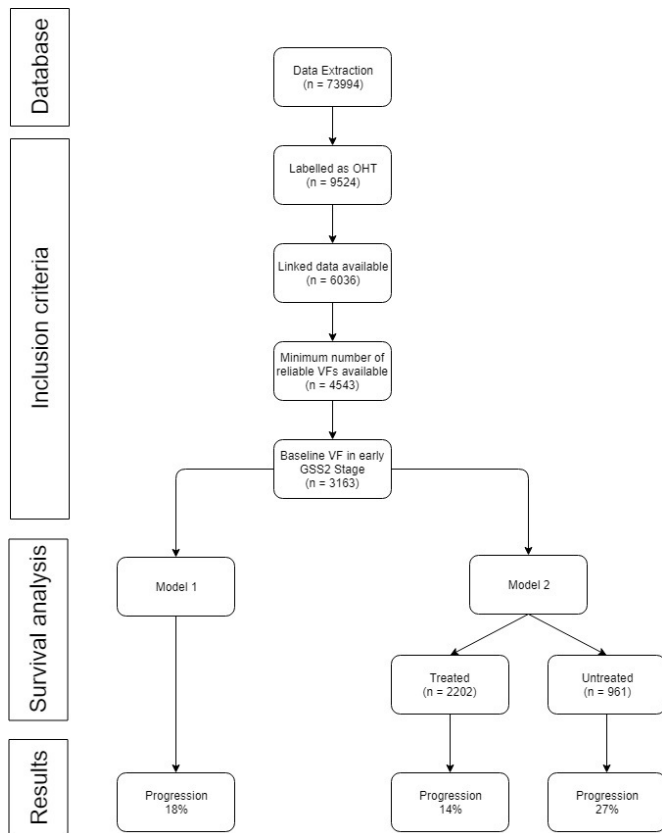 Database
Data Extraction
(n = 73994)
Inclusion criteria
Labelled as OHT
(n = 9524)
Linked data available
(n = 6036)
Minimum number of
reliable VFs available
(n = 4543)
Baseline VF in early
GSS2 Stage
(n = 3163)
Survival analysis
Model 1
Model 2
Treated
(n = 2202)
Untreated
(n = 961)
Results
Progression
18%
Progression
14%
Progression
27%